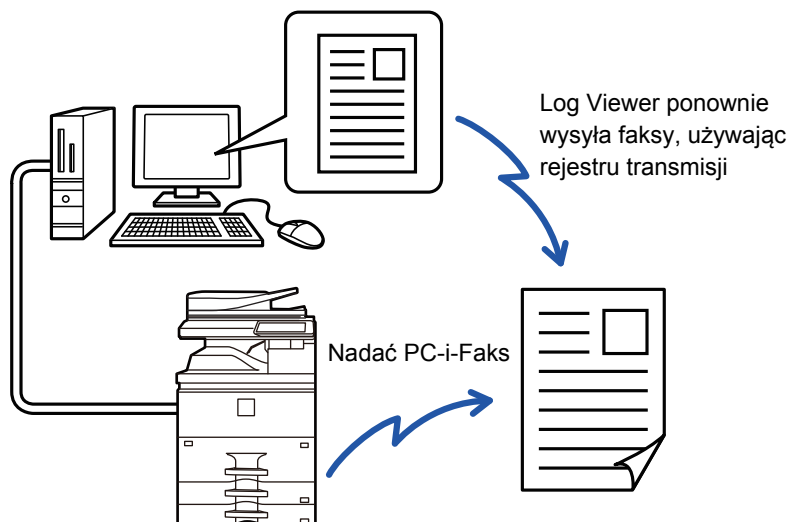 Log Viewer ponownie
wysyła faksy, używając
rejestru transmisji
Nadać PC-i-Faks